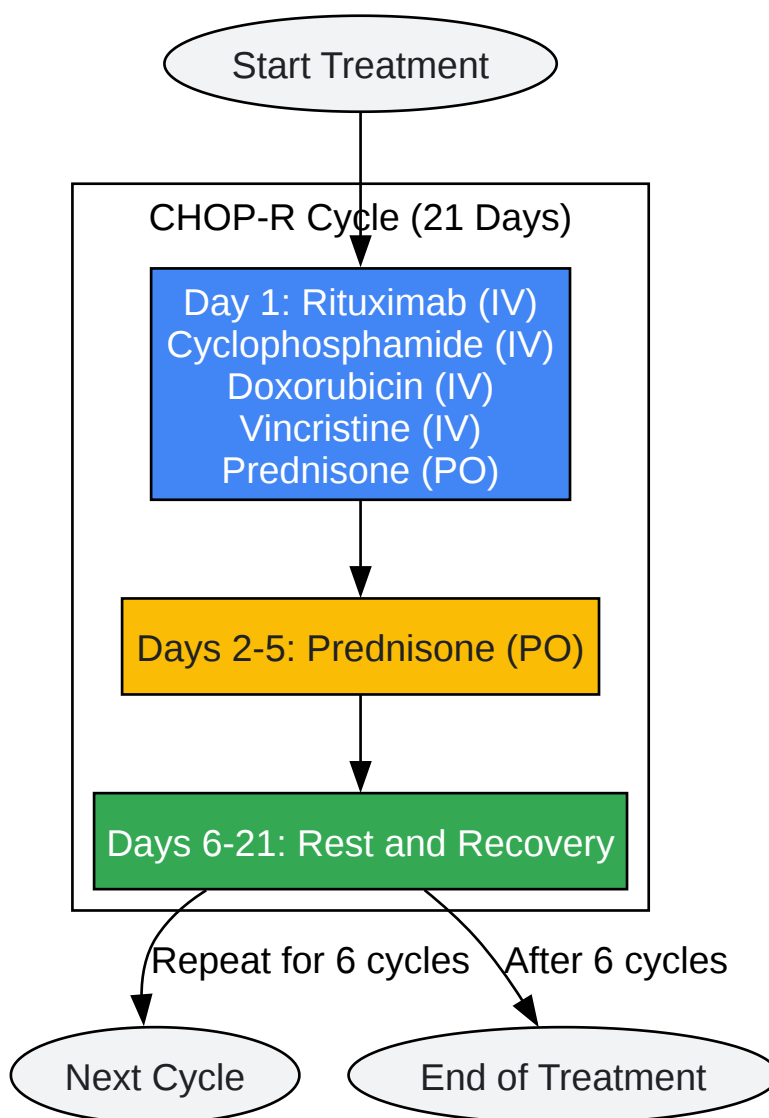 Start Treatment
CHOP-R Cycle (21 Days)
Day 1: Rituximab (IV)
Cyclophosphamide (IV)
Doxorubicin (IV)
Vincristine (IV)
Prednisone (PO)
Days 2-5: Prednisone (PO)
Days 6-21: Rest and Recovery
Repeat for 6 cycles
After 6 cycles
Next Cycle
End of Treatment